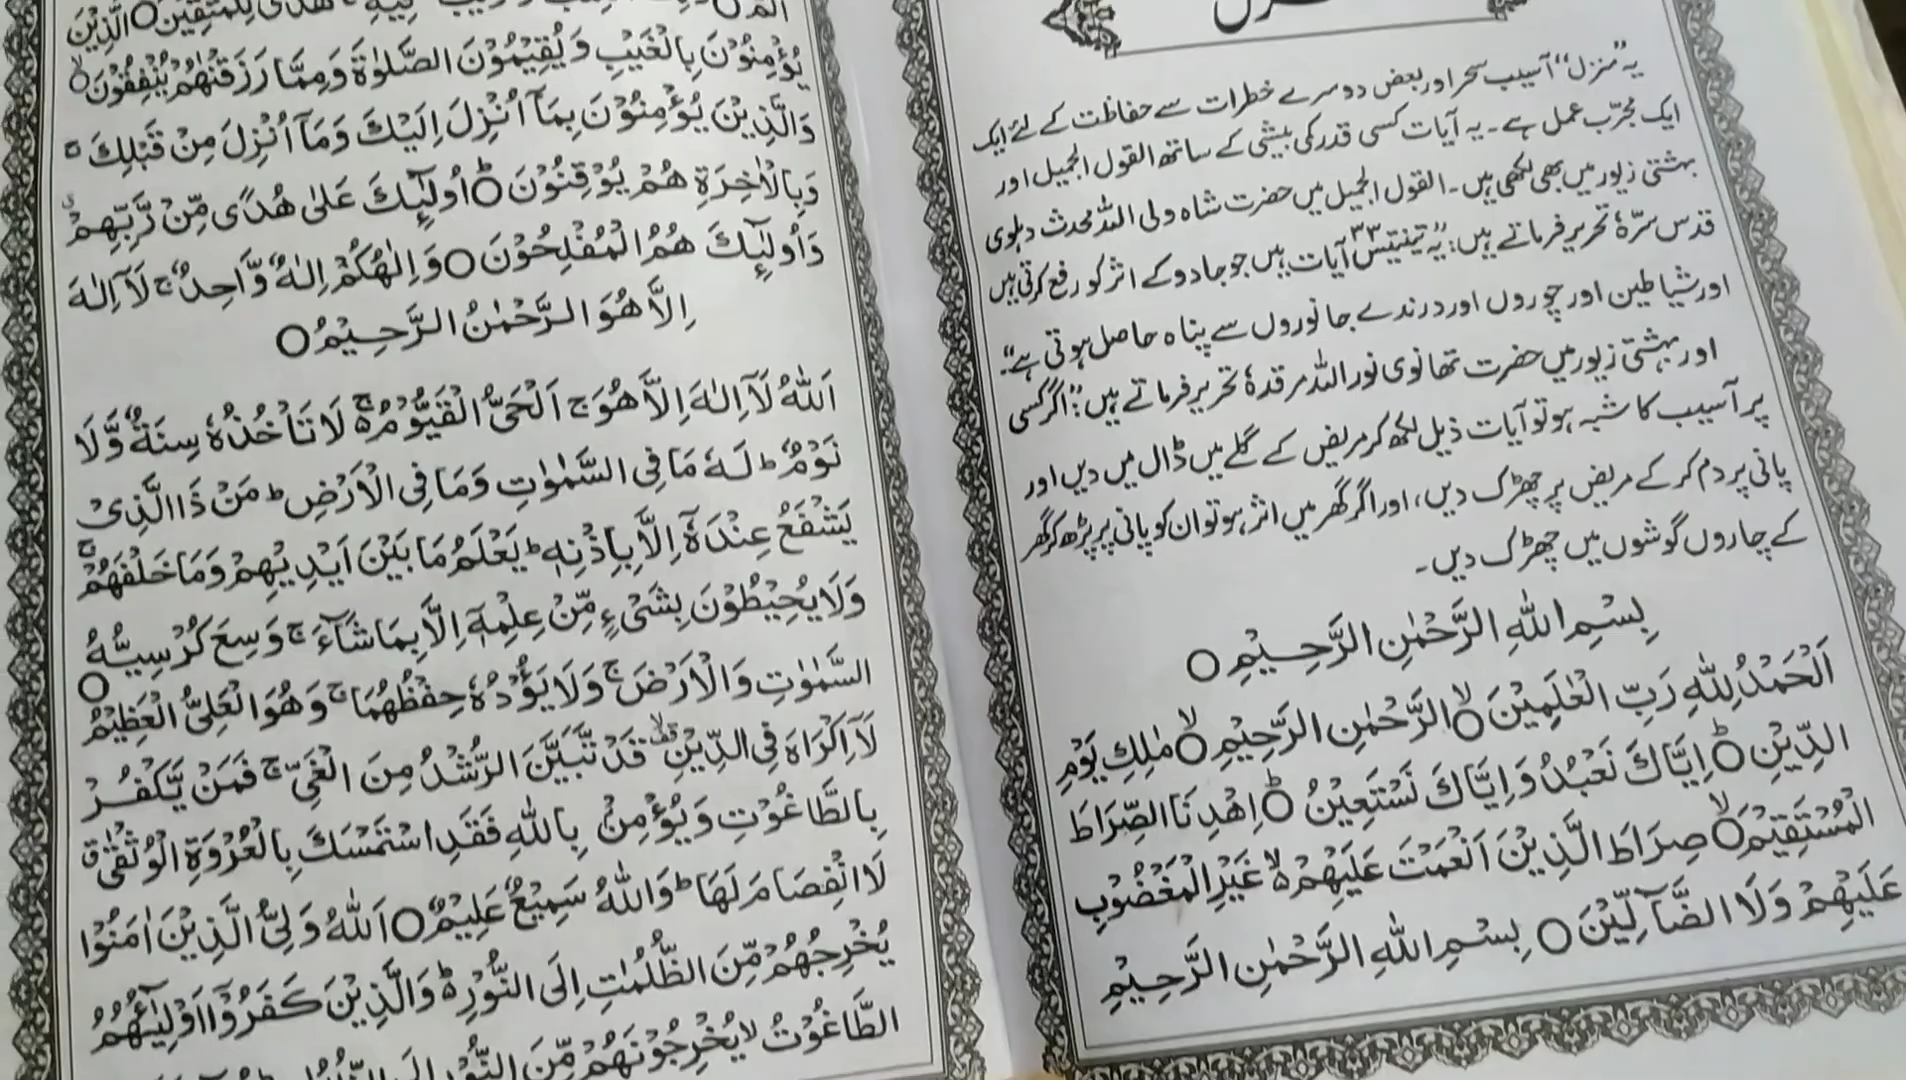 یہ ”منزل“ آسیب سحر اور بعض دوسرے خطرات سے حفاظت کے لئے ایک
ایک مجرّب عمل ہے۔ یہ آیات کسی قدر کی بیشی کے ساتھ القول الجمیل اور
بہشتی زیور میں بھی لکھی ہیں۔ القول الجمیل میں حضرت شاہ ولی اللہ محدث دہلوی
قدس سرّہٗ تحریر فرماتے ہیں: ”یہ تینتیس ۳۳ آیات ہیں جو جادو کے اثر کو رفع کرتی ہیں
اور شیاطین اور چوروں اور درندے جانوروں سے پناہ حاصل ہوتی ہے“۔
اور بہشتی زیور میں حضرت تھانوی نور اللہ مرقدہٗ تحریر فرماتے ہیں: ”اگر کسی
پر آسیب کا شبہ ہو تو آیات ذیل لکھ کر مریض کے گلے میں ڈال میں دیں اور
پانی پر دم کر کے مریض پر چھڑک دیں، اور اگر گھر میں اثر ہو تو ان کو پانی پر پڑھ کر گھر
کے چاروں گوشوں میں چھڑک دیں۔
بِسْمِ اللّٰهِ الرَّحْمٰنِ الرَّحِیْمِ ○
اَلْحَمْدُ لِلّٰهِ رَبِّ الْعٰلَمِیْنَ ○ۙ الرَّحْمٰنِ الرَّحِیْمِ ○ۙ مٰلِكِ یَوْمِ
الدِّیْنِ ○ؕ اِیَّاكَ نَعْبُدُ وَاِیَّاكَ نَسْتَعِیْنُ ○ؕ اِهْدِنَا الصِّرَاطَ
الْمُسْتَقِیْمَ ○ۙ صِرَاطَ الَّذِیْنَ اَنْعَمْتَ عَلَیْهِمْ ۙ۬ غَیْرِ الْمَغْضُوْبِ
عَلَیْهِمْ وَلَا الضَّآلِّیْنَ ○ بِسْمِ اللّٰهِ الرَّحْمٰنِ الرَّحِیْمِ
الٓمّٓ ○ لِّلْمُتَّقِیْنَ ○ الَّذِیْنَ
یُؤْمِنُوْنَ بِالْغَیْبِ وَیُقِیْمُوْنَ الصَّلٰوةَ وَمِمَّا رَزَقْنٰهُمْ یُنْفِقُوْنَ ○ۙ
وَالَّذِیْنَ یُؤْمِنُوْنَ بِمَاۤ اُنْزِلَ اِلَیْكَ وَمَاۤ اُنْزِلَ مِنْ قَبْلِكَ ۚ
وَبِالْاٰخِرَةِ هُمْ یُوْقِنُوْنَ ○ؕ اُولٰٓئِكَ عَلٰی هُدًی مِّنْ رَّبِّهِمْ ۗ
وَاُولٰٓئِكَ هُمُ الْمُفْلِحُوْنَ ○ وَاِلٰهُكُمْ اِلٰهٌ وَّاحِدٌ ۚ لَاۤ اِلٰهَ
اِلَّا هُوَ الرَّحْمٰنُ الرَّحِیْمُ ○
اَللّٰهُ لَاۤ اِلٰهَ اِلَّا هُوَ ۚ اَلْحَیُّ الْقَیُّوْمُ ۚ۬ لَا تَاْخُذُهٗ سِنَةٌ وَّلَا
نَوْمٌ ؕ لَهٗ مَا فِی السَّمٰوٰتِ وَمَا فِی الْاَرْضِ ؕ مَنْ ذَا الَّذِیْ
یَشْفَعُ عِنْدَهٗۤ اِلَّا بِاِذْنِهٖ ؕ یَعْلَمُ مَا بَیْنَ اَیْدِیْهِمْ وَمَا خَلْفَهُمْ ۚ
وَلَا یُحِیْطُوْنَ بِشَیْءٍ مِّنْ عِلْمِهٖۤ اِلَّا بِمَا شَآءَ ۚ وَسِعَ كُرْسِیُّهُ
السَّمٰوٰتِ وَالْاَرْضَ ۚ وَلَا یَؤُدُهٗ حِفْظُهُمَا ۚ وَهُوَ الْعَلِیُّ الْعَظِیْمُ ○
لَاۤ اِكْرَاهَ فِی الدِّیْنِ ۙ۫ قَدْ تَّبَیَّنَ الرُّشْدُ مِنَ الْغَیِّ ۚ فَمَنْ یَّكْفُرْ
بِالطَّاغُوْتِ وَیُؤْمِنْ بِاللّٰهِ فَقَدِ اسْتَمْسَكَ بِالْعُرْوَةِ الْوُثْقٰی ۗ
لَا انْفِصَامَ لَهَا ؕ وَاللّٰهُ سَمِیْعٌ عَلِیْمٌ ○ اَللّٰهُ وَلِیُّ الَّذِیْنَ اٰمَنُوْا
یُخْرِجُهُمْ مِّنَ الظُّلُمٰتِ اِلَی النُّوْرِ ؕ۬ وَالَّذِیْنَ كَفَرُوْۤا اَوْلِیٰٓئُهُمُ
الطَّاغُوْتُ ۙ یُخْرِجُوْنَهُمْ مِّنَ النُّوْرِ اِلَی